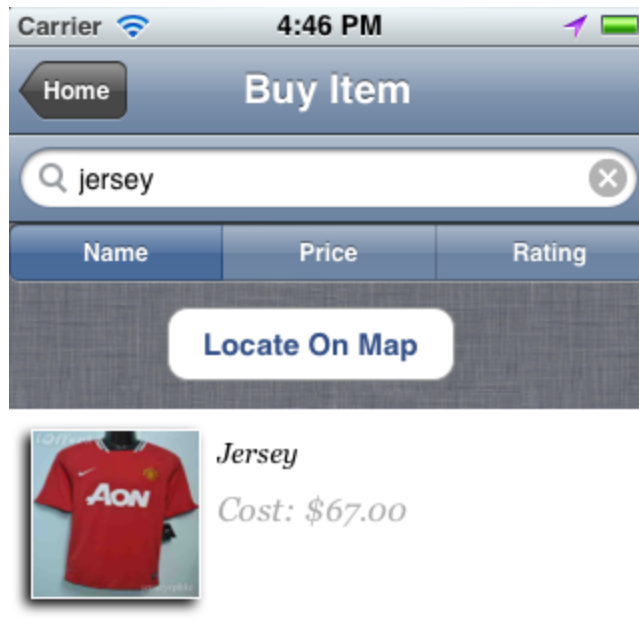 Carrier 4:46 PM
Home Buy Item
jersey
Name Price Rating
Locate On Map
Jersey
Cost: $67.00
AON